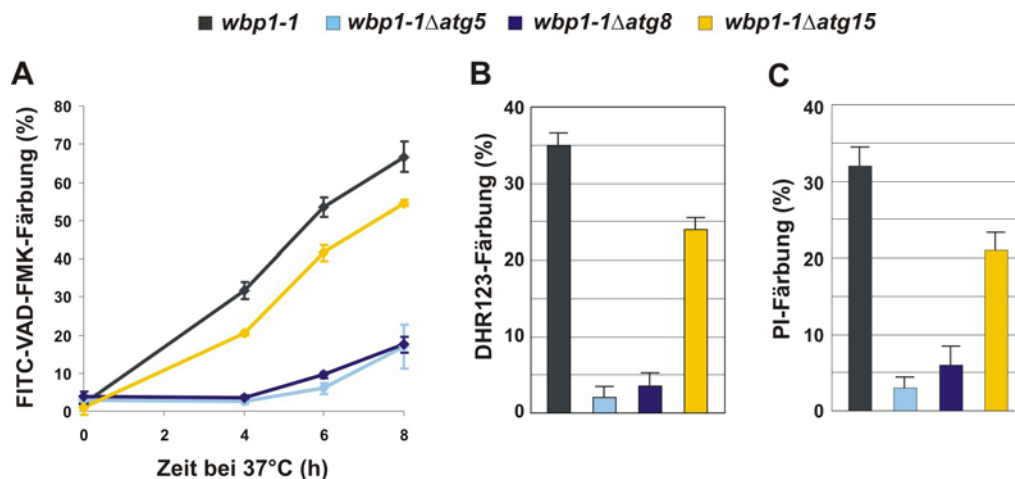 wbp1-1 wbp1-1Δatg5 wbp1-1Δatg8 wbp1-1Δatg15
A
FITC-VAD-FMK-Färbung (%)
80
70
60
50
40
30
20
10
0
0 2 4 6 8
Zeit bei 37°C (h)
B
DHR123-Färbung (%)
40
30
20
10
0
C
PI-Färbung (%)
40
30
20
10
0